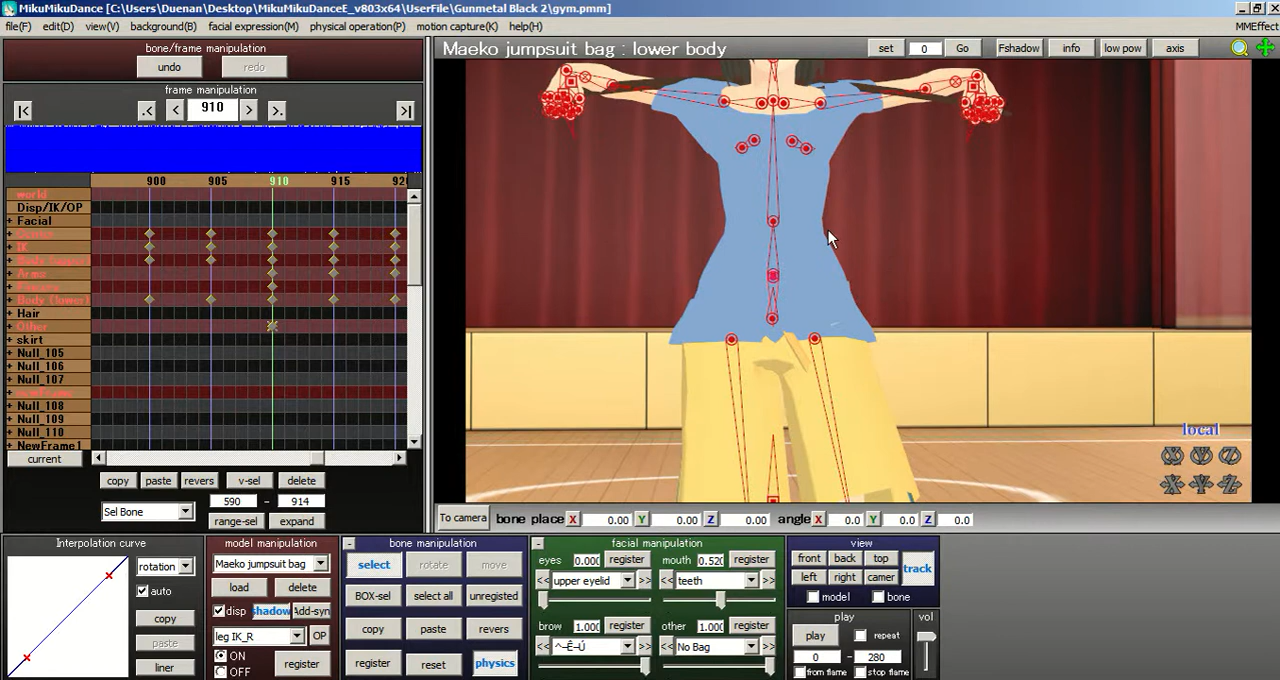 MikuMikuDance [C:\Users\Duenan\Desktop\MikuMikuDanceE_v803x64\UserFile\Gunmetal Black 2\gym.pmm]
file(F) edit(D) view(V) background(B) facial expression(M) physical operation(P) motion capture(K) help(H) MMEffect
bone/frame manipulation
undo redo
frame manipulation
910
900 905 910 915 920
world
Disp/IK/OP
+ Facial
+ IK
+ Arms
+ Fingers
+ Body (lower)
+ Hair
+ Other
+ skirt
+ Null_105
+ Null_106
+ Null_107
+ Null_108
+ Null_109
+ Null_110
+ NewFrame1
current
copy paste revers v-sel delete
Sel Bone 590 - 914
range-sel expand
Maeko jumpsuit bag : lower body
set 0 Go Fshadow info low pow axis
local
To camera bone place X 0.00 Y 0.00 Z 0.00 angle X 0.0 Y 0.0 Z 0.0
Interpolation curve
rotation
auto
copy
paste
liner
model manipulation
Maeko jumpsuit bag
load delete
disp shadow Add-syn
leg IK_R OP
ON
OFF
register
bone manipulation
select rotate move
BOX-sel select all unregisted
copy paste revers
register reset physics
facial manipulation
eyes 0.000 register mouth 0.520 register
<< upper eyelid >> << teeth >>
brow 1.000 register other 1.000 register
<< ^-Ê-Ú >> << No Bag >>
view
front back top
left right camer
track
model bone
play
play repeat
0 - 280
from flame stop flame
vol